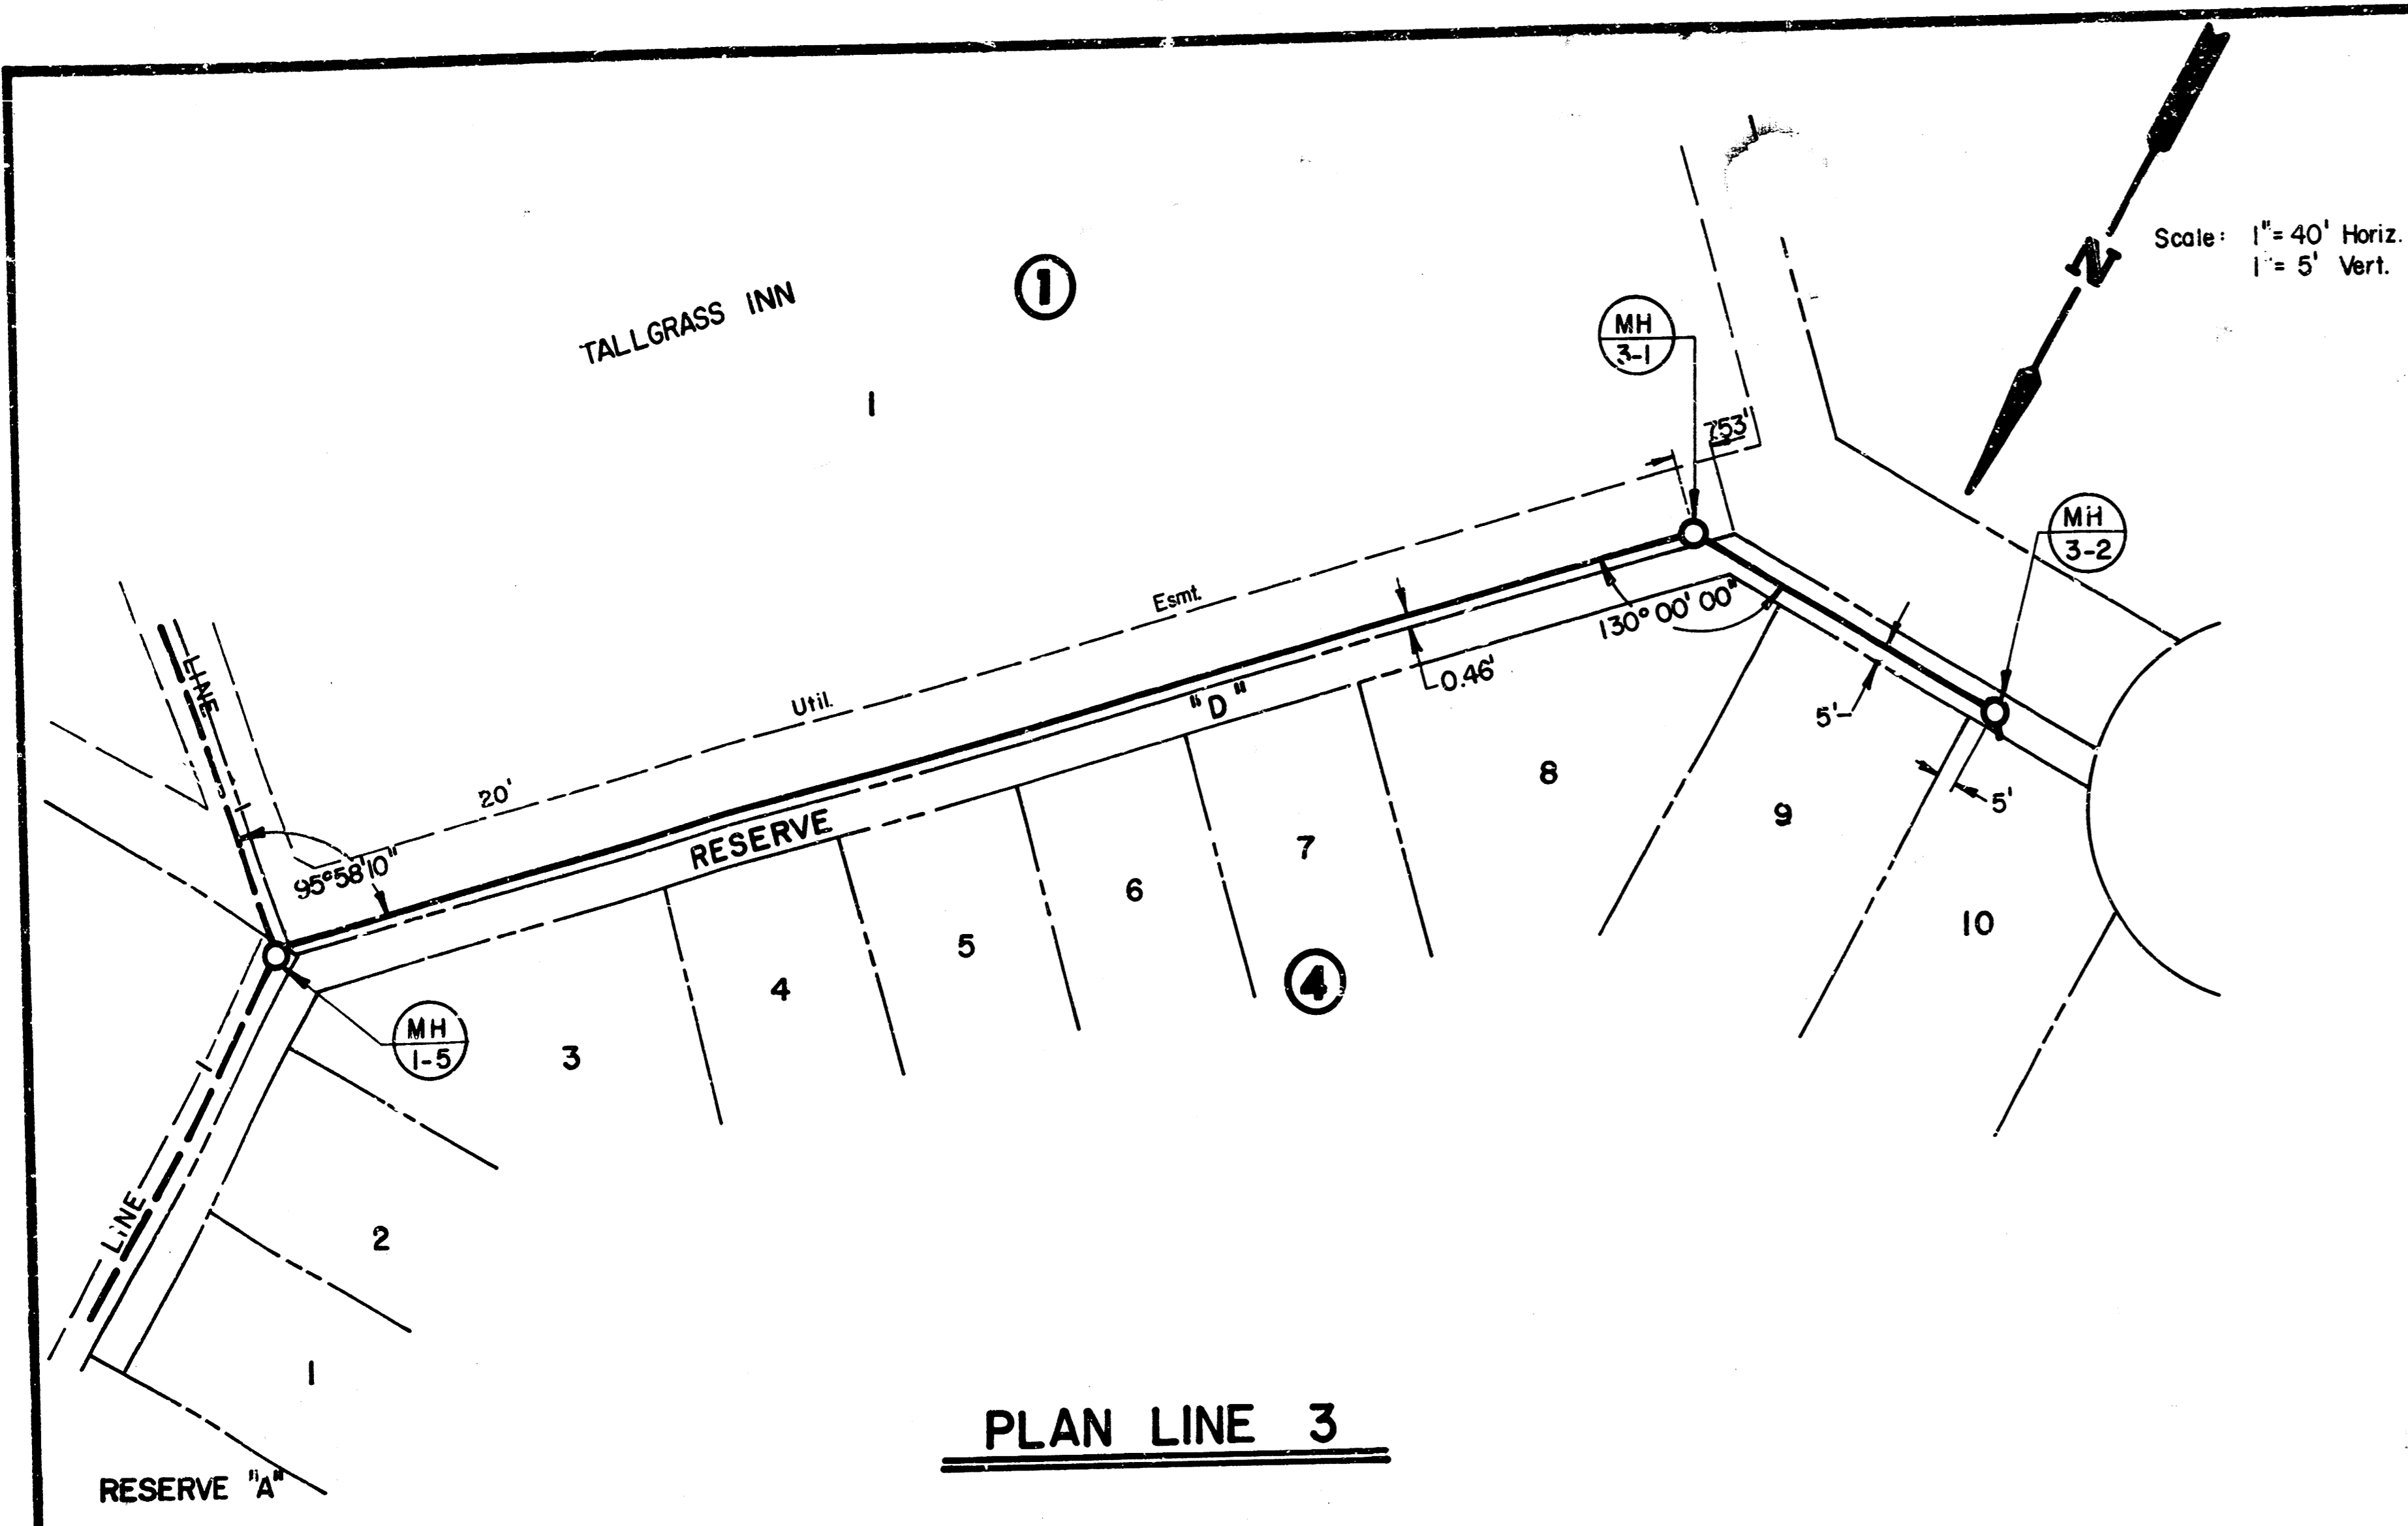 TALLGRASS INN
1
1
N
Scale: 1"= 40' Horiz.
1"= 5' Vert.
MH
3-1
7.53'
MH
3-2
Esmt.
Util.
20'
130°00'00"
0.46'
"D"
RESERVE
5'
5'
LINE 1
95°58'10"
MH
1-5
LINE 1
3
4
5
6
7
8
9
10
4
2
1
RESERVE "A"
PLAN LINE 3